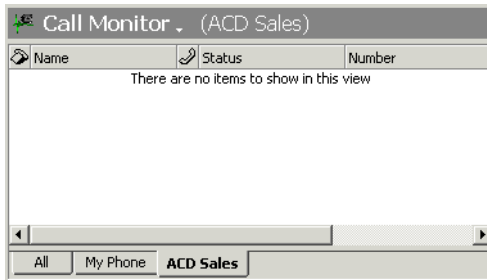 Call Monitor. (ACD Sales)
Name Status Number
There are no items to show in this view
All My Phone ACD Sales